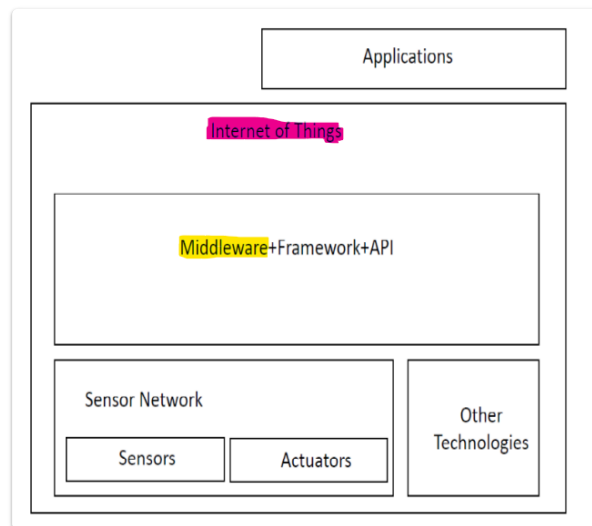 Applications
Internet of Things
Middleware+Framework+API
Sensor Network
Sensors
Actuators
Other
Technologies